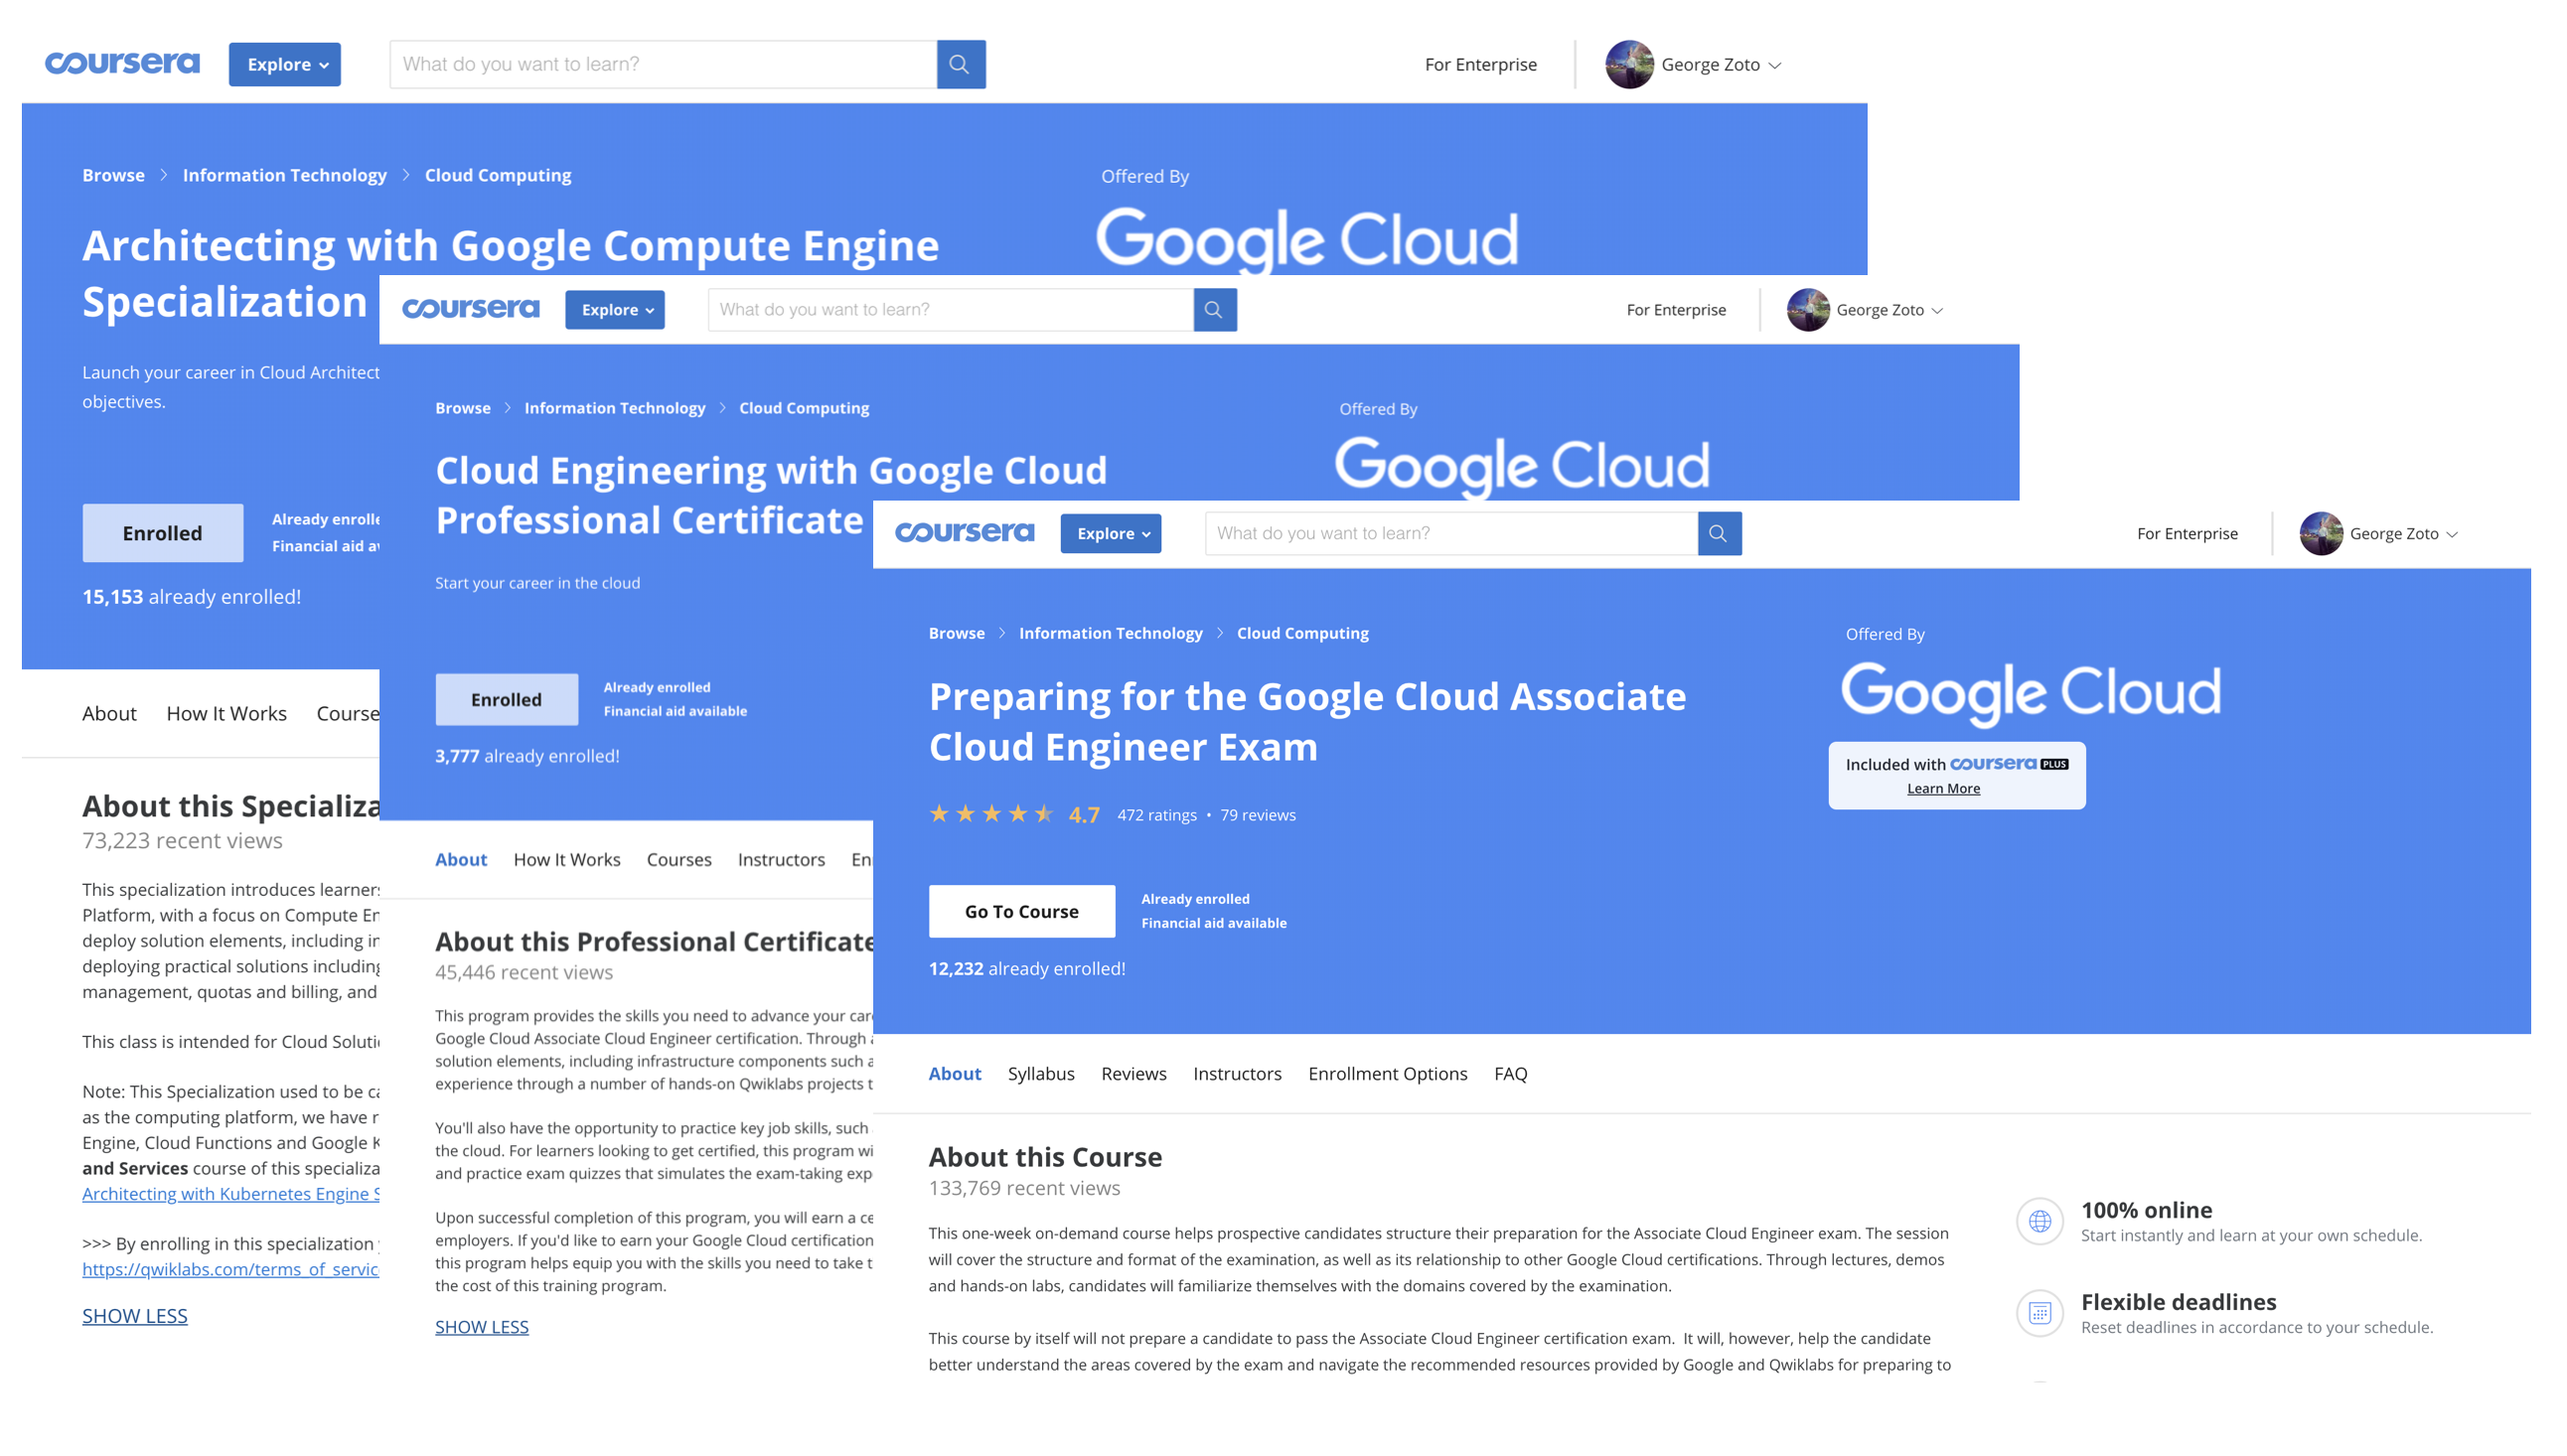 coursera
Explore
What do you want to learn?
For Enterprise
George Zoto
Browse > Information Technology > Cloud Computing
Offered By
Google Cloud
Architecting with Google Compute Engine
Specialization
Launch your career in Cloud Architect
objectives.
Enrolled
Already
Financial aid
15,153 already enrolled!
About How It Works Course
About this
73,223 recent views
This specialization introduces
Platform, with a focus on Compute
deploy solution elements, including
deploying practical solutions including
management, quotas and billing, and
This class is intended for Cloud
Note: This Specialization used to be
as the computing platform, we have
Engine, Cloud Functions and Google
and Services course of this
Architecting with Kubernetes Engine
>>> By enrolling in this specialization
https://qwiklabs.com/terms_of_servic
SHOW LESS
coursera
Explore
What do you want to learn?
For Enterprise
George Zoto
Browse > Information Technology > Cloud Computing
Offered By
Google Cloud
Cloud Engineering with Google Cloud
Professional Certificate
Start your career in the cloud
Enrolled
Already enrolled
Financial aid available
3,777 already enrolled!
About How It Works Courses Instructors
About this Professional Certificate
45,446 recent views
This program provides the skills you need to advance your
Google Cloud Associate Cloud Engineer certification. Through
solution elements, including infrastructure components such
experience through a number of hands-on Qwiklabs projects
You'll also have the opportunity to practice key job skills, such
the cloud. For learners looking to get certified, this program
and practice exam quizzes that simulates the exam-taking
Upon successful completion of this program, you will earn a
employers. If you'd like to earn your Google Cloud certification
this program helps equip you with the skills you need to take
the cost of this training program.
SHOW LESS
coursera
Explore
What do you want to learn?
For Enterprise
George Zoto
Browse > Information Technology > Cloud Computing
Offered By
Google Cloud
Included with coursera PLUS
Learn More
Preparing for the Google Cloud Associate
Cloud Engineer Exam
4.7 472 ratings • 79 reviews
Go To Course
Already enrolled
Financial aid available
12,232 already enrolled!
About Syllabus Reviews Instructors Enrollment Options FAQ
About this Course
133,769 recent views
This one-week on-demand course helps prospective candidates structure their preparation for the Associate Cloud Engineer exam. The session
will cover the structure and format of the examination, as well as its relationship to other Google Cloud certifications. Through lectures, demos
and hands-on labs, candidates will familiarize themselves with the domains covered by the examination.
This course by itself will not prepare a candidate to pass the Associate Cloud Engineer certification exam. It will, however, help the candidate
better understand the areas covered by the exam and navigate the recommended resources provided by Google and Qwiklabs for preparing to
100% online
Start instantly and learn at your own schedule.
Flexible deadlines
Reset deadlines in accordance to your schedule.